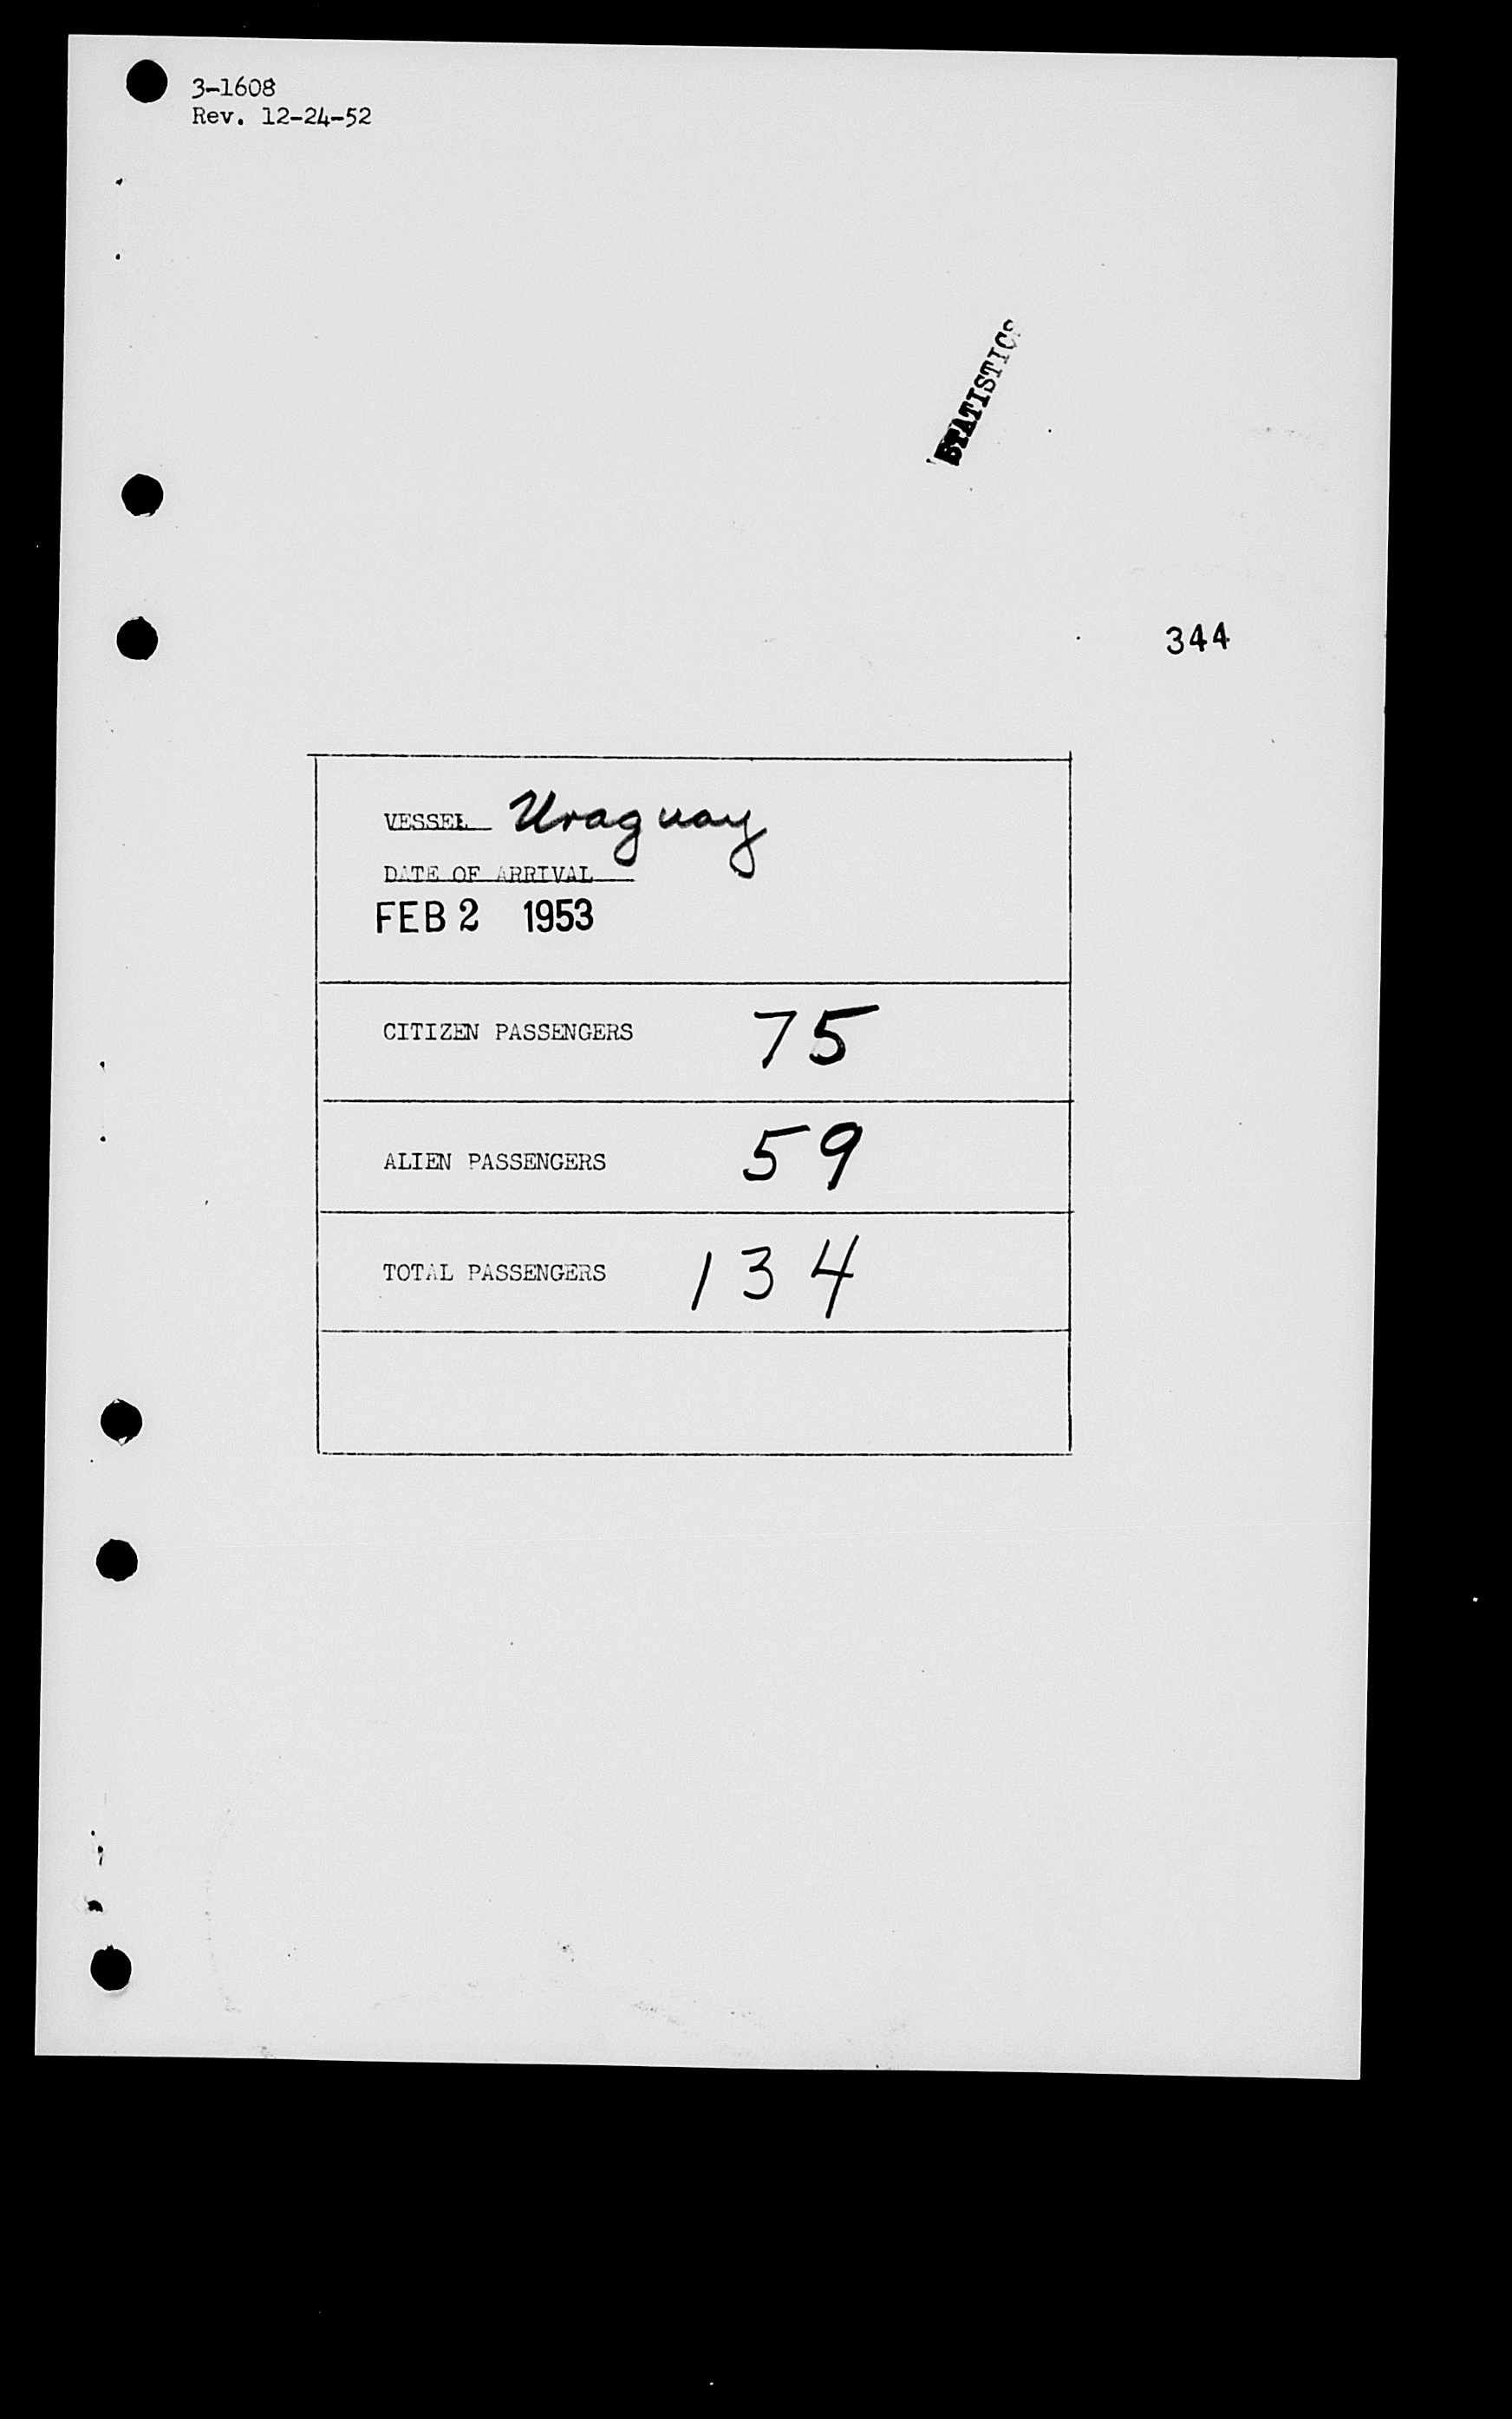 3-1608
Rev. 12-24-52
STATISTICS
344
VESSEL Uraguay
DATE OF ARRIVAL
FEB 2 1953
CITIZEN PASSENGERS 75
ALIEN PASSENGERS 59
TOTAL PASSENGERS 134